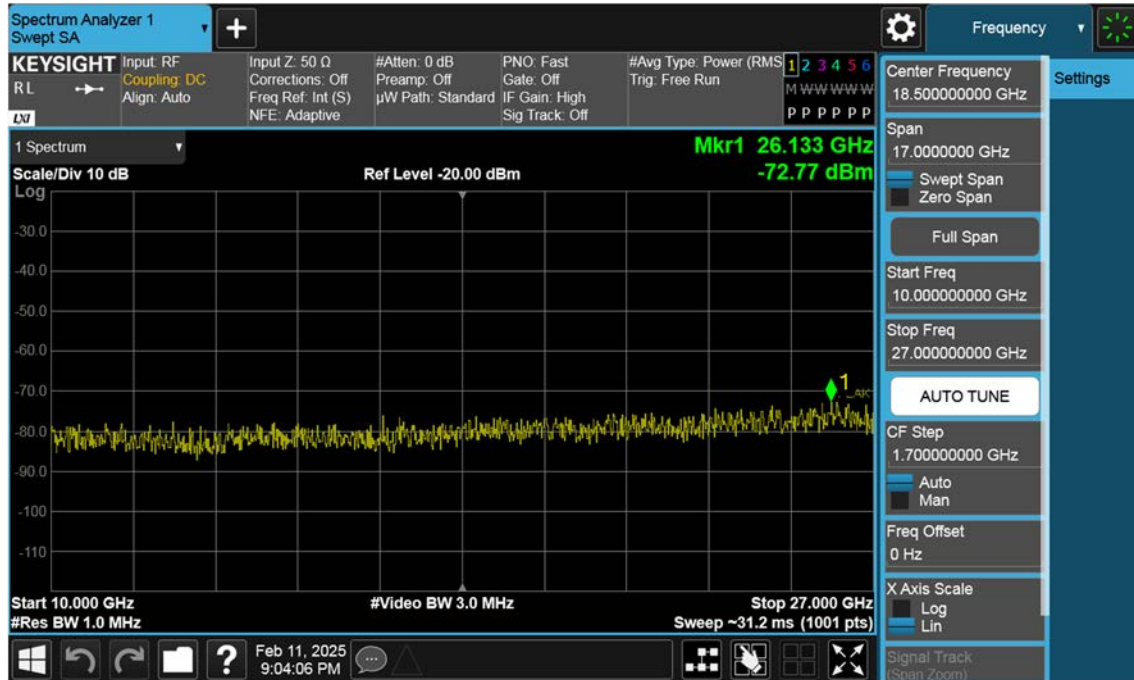 Spectrum Analyzer 1
Swept SA
Frequency
KEYSIGHT
R L
LXI
Input: RF
Coupling: DC
Align: Auto
Input Z: 50 Ω
Corrections: Off
Freq Ref: Int (S)
NFE: Adaptive
#Atten: 0 dB
Preamp: Off
µW Path: Standard
PNO: Fast
Gate: Off
IF Gain: High
Sig Track: Off
#Avg Type: Power (RMS
Trig: Free Run
1 2 3 4 5 6
M W W W W W
P P P P P P
1 Spectrum
Mkr1 26.133 GHz
-72.77 dBm
Scale/Div 10 dB
Ref Level -20.00 dBm
Log
-30.0
-40.0
-50.0
-60.0
-70.0
-80.0
-90.0
-100
-110
1
Start 10.000 GHz
#Video BW 3.0 MHz
Stop 27.000 GHz
#Res BW 1.0 MHz
Sweep ~31.2 ms (1001 pts)
Feb 11, 2025
9:04:06 PM
?
Center Frequency
18.500000000 GHz
Settings
Span
17.0000000 GHz
Swept Span
Zero Span
Full Span
Start Freq
10.000000000 GHz
Stop Freq
27.000000000 GHz
AUTO TUNE
CF Step
1.700000000 GHz
Auto
Man
Freq Offset
0 Hz
X Axis Scale
Log
Lin
Signal Track
(Span Zoom)